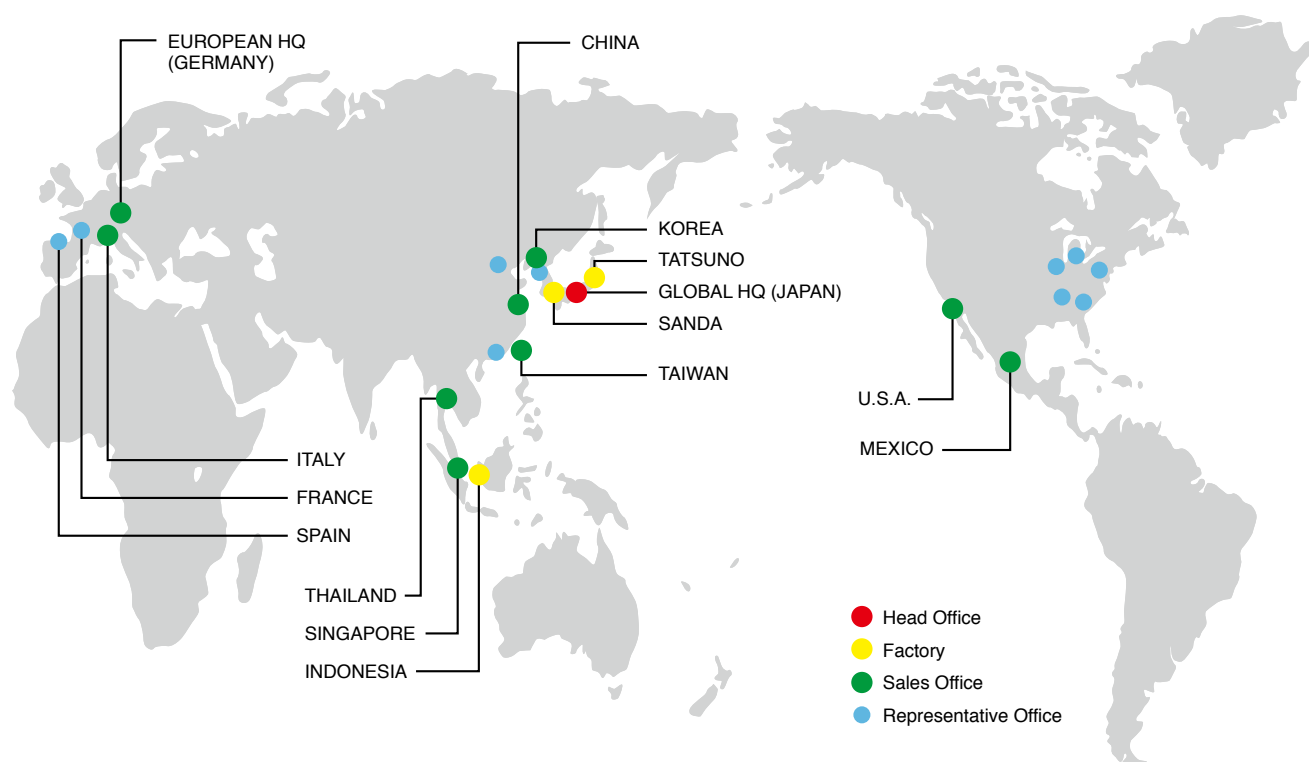 EUROPEAN HQ
(GERMANY)
CHINA
KOREA
TATSUNO
GLOBAL HQ (JAPAN)
SANDA
TAIWAN
U.S.A.
MEXICO
ITALY
FRANCE
SPAIN
THAILAND
SINGAPORE
INDONESIA
Head Office
Factory
Sales Office
Representative Office